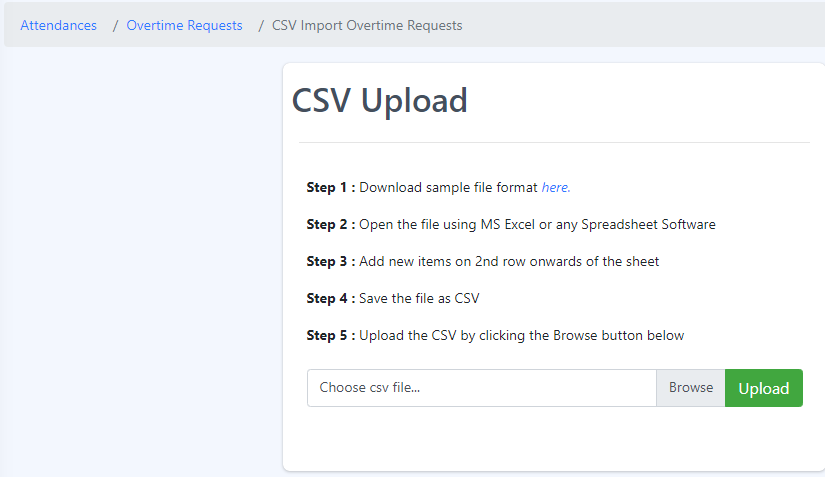 Attendances / Overtime Requests / CSV Import Overtime Requests
CSV Upload
Step 1 : Download sample file format here.
Step 2 : Open the file using MS Excel or any Spreadsheet Software
Step 3 : Add new items on 2nd row onwards of the sheet
Step 4 : Save the file as CSV
Step 5 : Upload the CSV by clicking the Browse button below
Choose csv file... Browse Upload